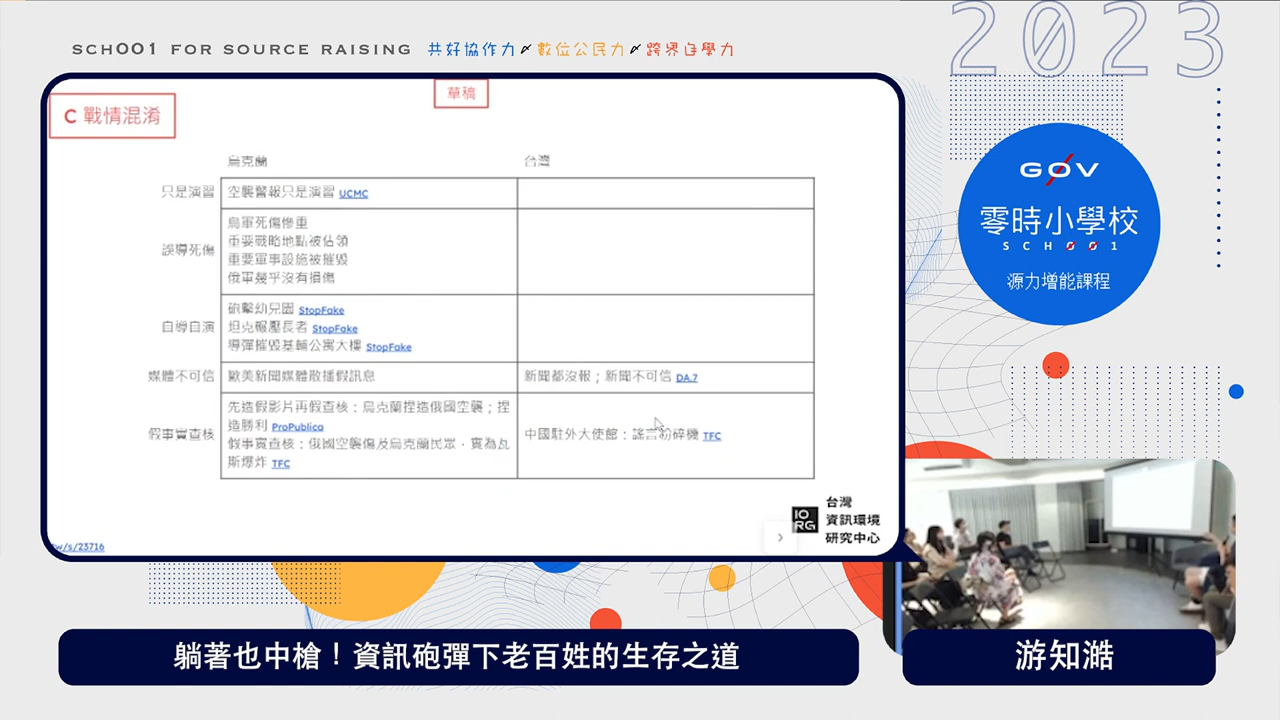 2023
SCHOO1 FOR SOURCE RAISING 共好協作力 數位公民力 跨界自學力
草稿
C 戰情混淆
烏克蘭 台灣
只是演習 空襲警報只是演習 UCMC
誤導死傷 烏軍死傷慘重
重要戰略地點被佔領
重要軍事設施被摧毀
俄軍幾乎沒有損傷
自導自演 砲擊幼兒園 StopFake
坦克輾壓長者 StopFake
導彈摧毀基輔公寓大樓 StopFake
媒體不可信 歐美新聞媒體散播假訊息 新聞都沒報；新聞不可信 DA.7
假事實查核 先造假影片再假查核：烏克蘭捏造俄國空襲；捏
造勝利 ProPublica
假事實查核：俄國空襲傷及烏克蘭民眾，實為瓦
斯爆炸 TFC
中國駐外大使館：謠言粉碎機 TFC
IORG
台灣
資訊環境
研究中心
w/s/23716
G0V
零時小學校
SCH001
源力增能課程
躺著也中槍！資訊砲彈下老百姓的生存之道
游知澔